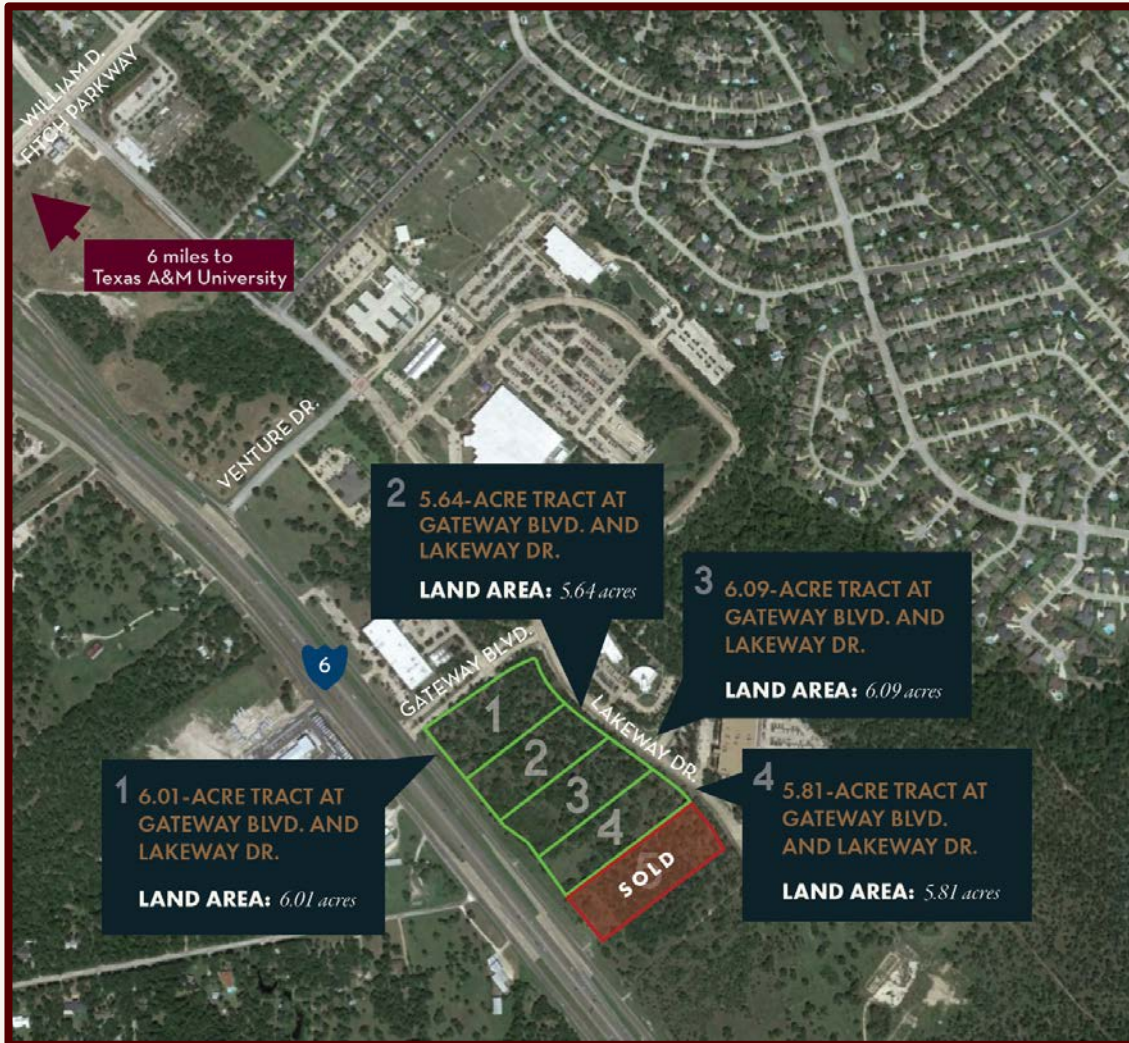 WILLIAM D.
FITCH PARKWAY
6 miles to
Texas A&M University
VENTURE DR.
2 5.64-ACRE TRACT AT
GATEWAY BLVD. AND
LAKEWAY DR.
LAND AREA: 5.64 acres
3 6.09-ACRE TRACT AT
GATEWAY BLVD. AND
LAKEWAY DR.
LAND AREA: 6.09 acres
6
GATEWAY BLVD.
LAKEWAY DR.
1
2
3
4
5
SOLD
1 6.01-ACRE TRACT AT
GATEWAY BLVD. AND
LAKEWAY DR.
LAND AREA: 6.01 acres
4 5.81-ACRE TRACT AT
GATEWAY BLVD.
AND LAKEWAY DR.
LAND AREA: 5.81 acres